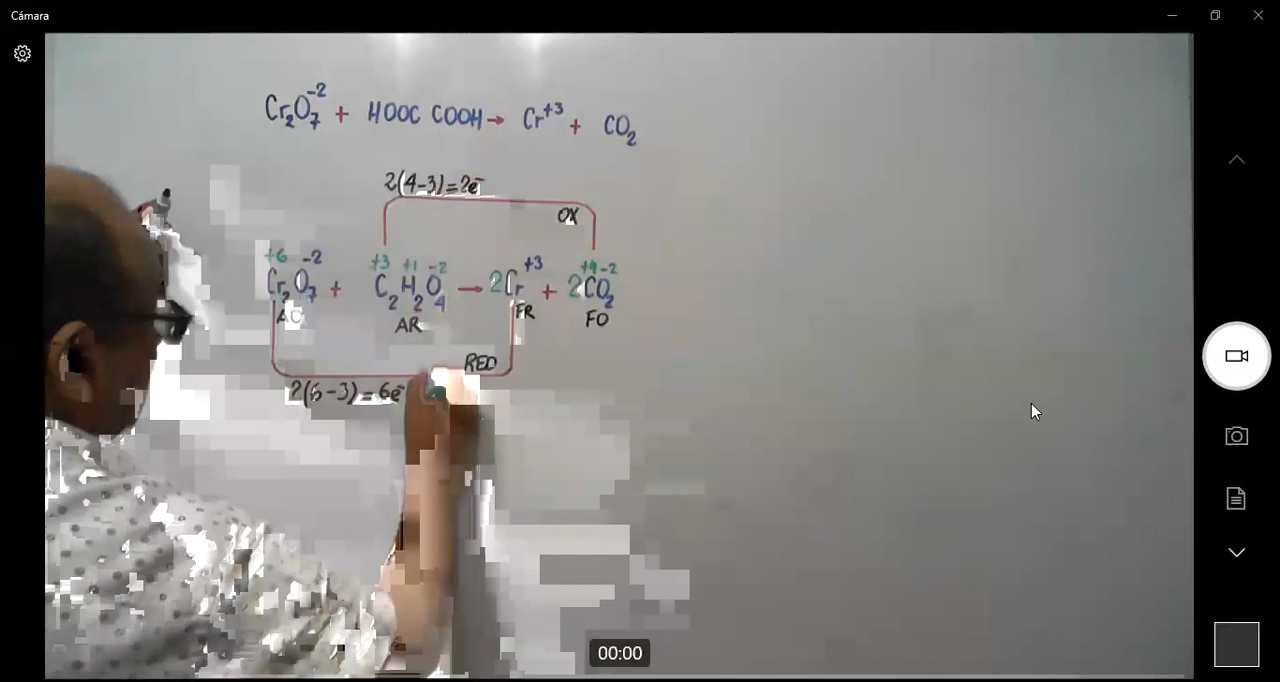 Cámara
Cr₂O₇⁻² + HOOC COOH → Cr⁺³ + CO₂
2(4-3)=2e⁻
OX
+6 -2 +3 +1 -2 +3 +4 -2
Cr₂O₇ + C₂H₂O₄ → 2Cr + 2CO₂
AO AR FR FO
RED
2(6-3)=6e⁻
00:00